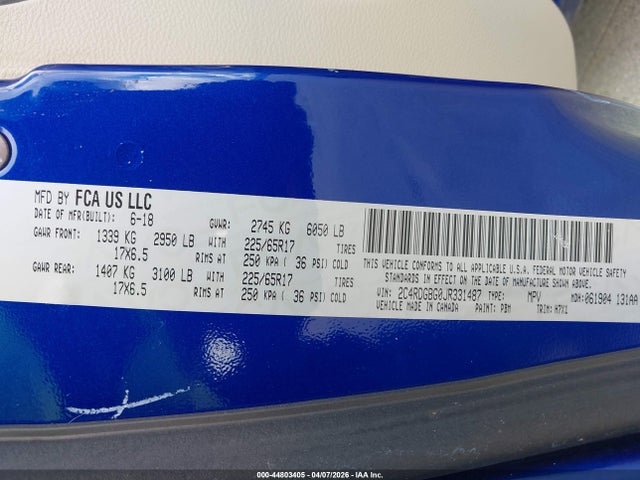 MFD BY FCA US LLC
DATE OF MFR(BUILT): 6-18 GVWR: 2745 KG 6050 LB
GAWR FRONT: 1339 KG 2950 LB WITH 225/65R17 TIRES
17X6.5 RIMS AT 250 KPA ( 36 PSI) COLD
GAWR REAR: 1407 KG 3100 LB WITH 225/65R17 TIRES
17X6.5 RIMS AT 250 KPA ( 36 PSI) COLD
THIS VEHICLE CONFORMS TO ALL APPLICABLE U.S.A. FEDERAL MOTOR VEHICLE SAFETY
STANDARDS IN EFFECT ON THE DATE OF MANUFACTURE SHOWN ABOVE.
VIN: 2C4RDGBG0JR331487 TYPE: MPV MDH: 061904 131AA
VEHICLE MADE IN CANADA PAINT: PBM TRIM: H7X1
000-44803405 - 04/07/2026 - IAA Inc.